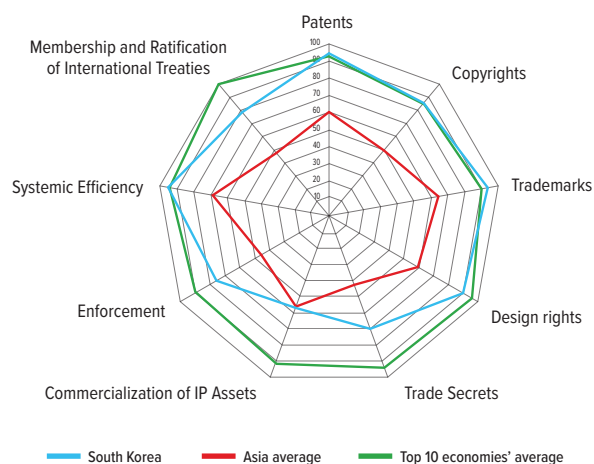 Patents
Membership and Ratification
of International Treaties
Copyrights
100
90
80
70
60
50
40
30
20
10
Systemic Efficiency
Trademarks
Enforcement
Design rights
Commercialization of IP Assets
Trade Secrets
South Korea
Asia average
Top 10 economies' average